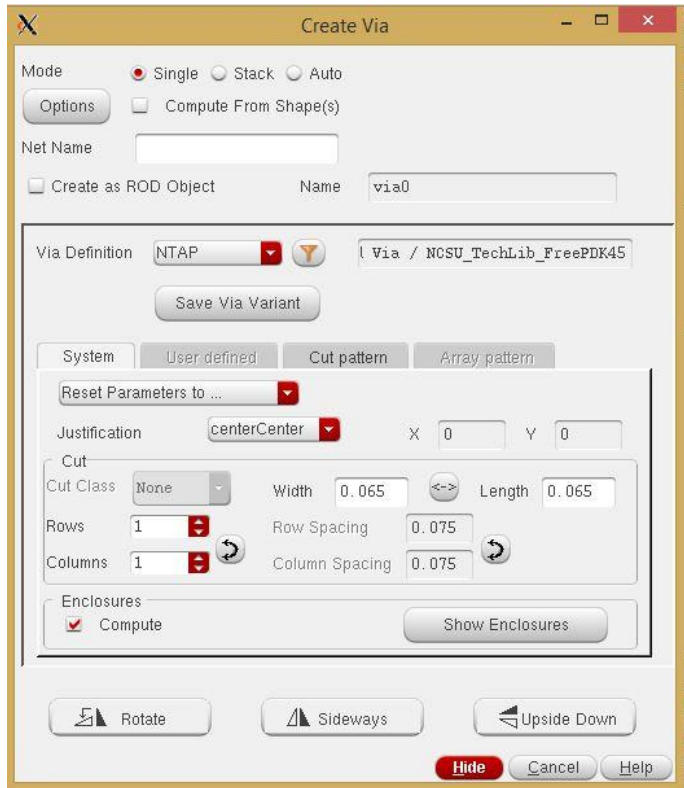 Create Via
Mode Single Stack Auto
Options Compute From Shape(s)
Net Name
Create as ROD Object Name via0
Via Definition NTAP l Via / NCSU_TechLib_FreePDK45
Save Via Variant
System User defined Cut pattern Array pattern
Reset Parameters to ...
Justification centerCenter X 0 Y 0
Cut
Cut Class None Width 0.065 <-> Length 0.065
Rows 1 Row Spacing 0.075
Columns 1 Column Spacing 0.075
Enclosures
Compute Show Enclosures
Rotate Sideways Upside Down
Hide Cancel Help